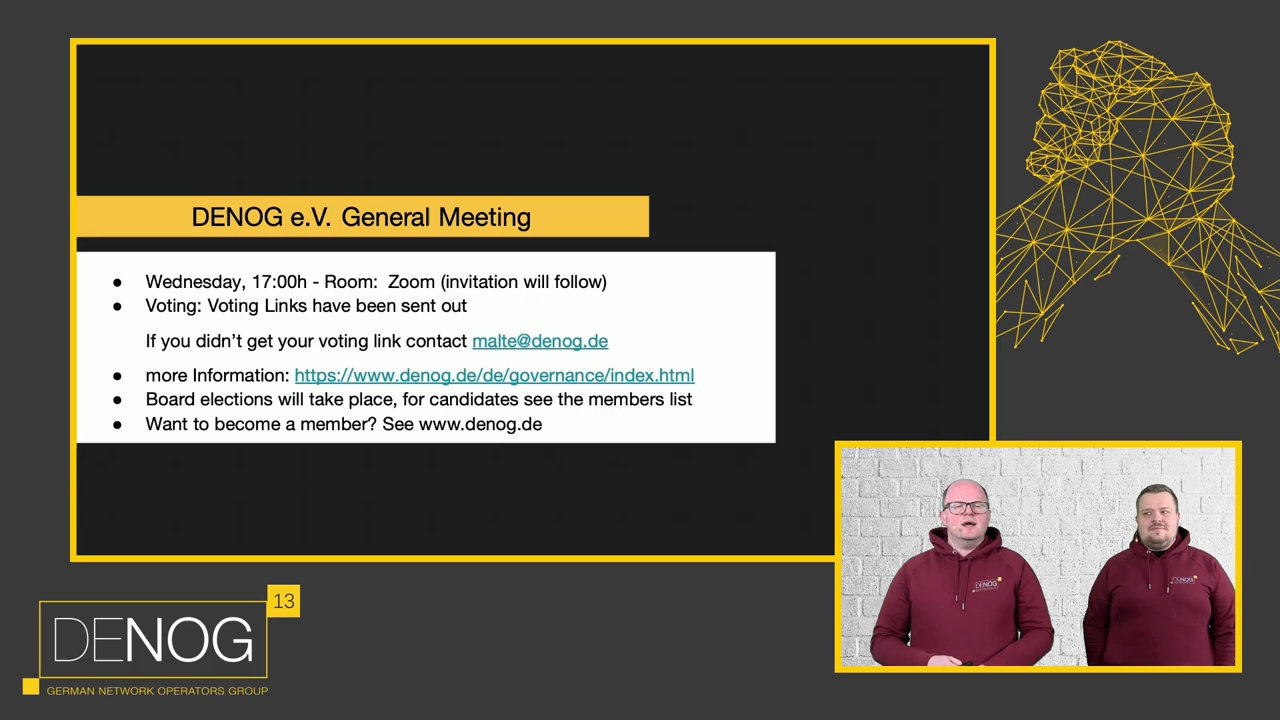 DENOG e.V. General Meeting
● Wednesday, 17:00h - Room: Zoom (invitation will follow)
● Voting: Voting Links have been sent out
If you didn't get your voting link contact malte@denog.de
● more Information: https://www.denog.de/de/governance/index.html
● Board elections will take place, for candidates see the members list
● Want to become a member? See www.denog.de
DENOG
DENOG
13
DENOG
GERMAN NETWORK OPERATORS GROUP